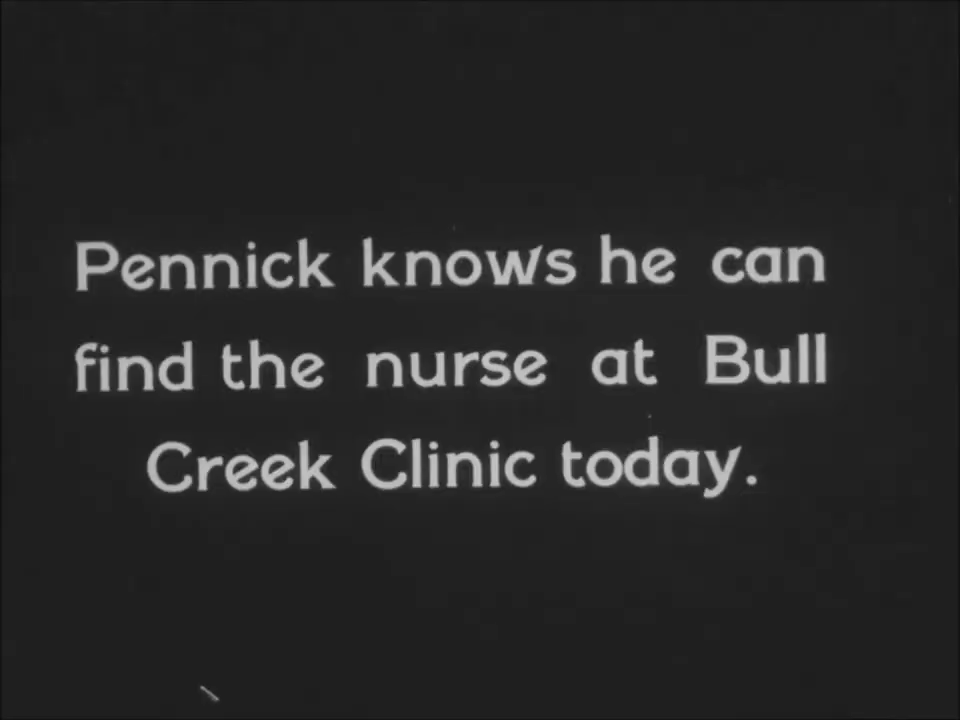 Pennick knows he can
find the nurse at Bull
Creek Clinic today.